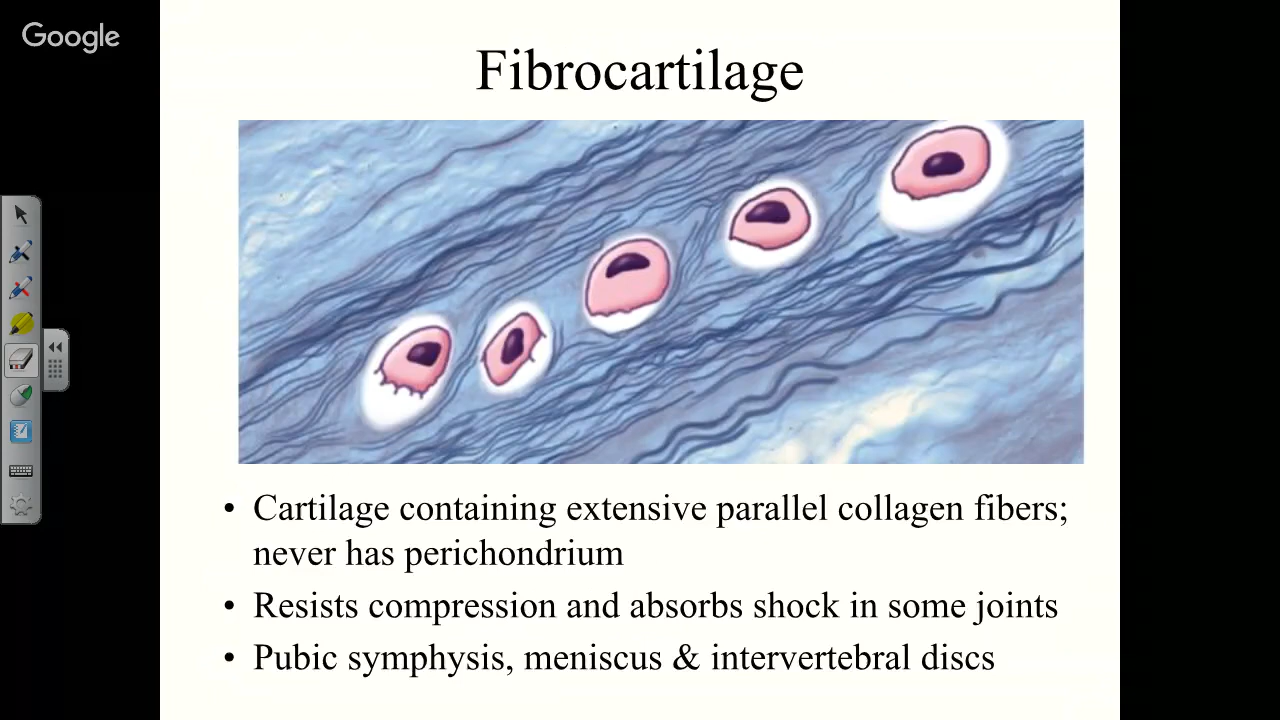 Google
Fibrocartilage
• Cartilage containing extensive parallel collagen fibers;
never has perichondrium
• Resists compression and absorbs shock in some joints
• Pubic symphysis, meniscus & intervertebral discs